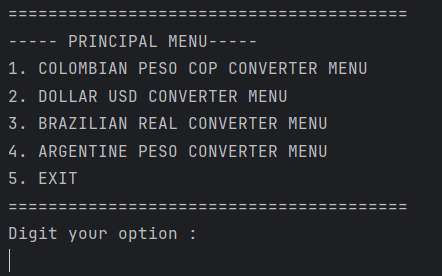 ========================================
----- PRINCIPAL MENU-----
1. COLOMBIAN PESO COP CONVERTER MENU
2. DOLLAR USD CONVERTER MENU
3. BRAZILIAN REAL CONVERTER MENU
4. ARGENTINE PESO CONVERTER MENU
5. EXIT
========================================
Digit your option :